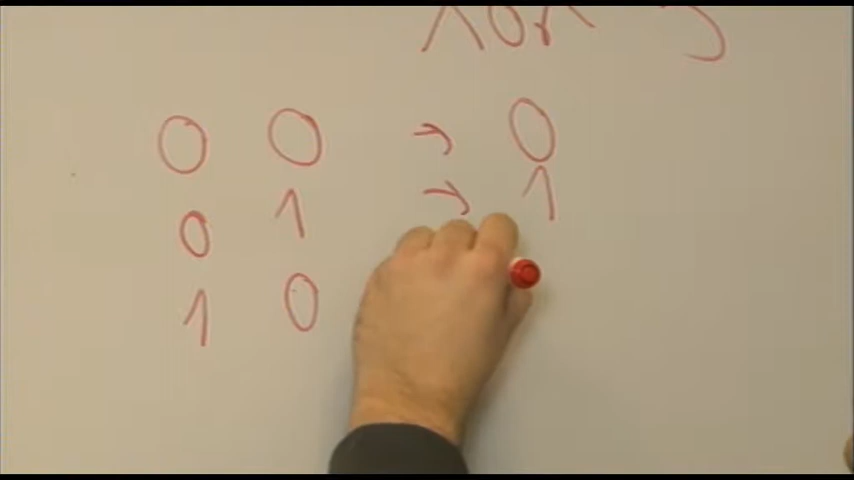 0 0 → 0
0 1 → 1
1 0